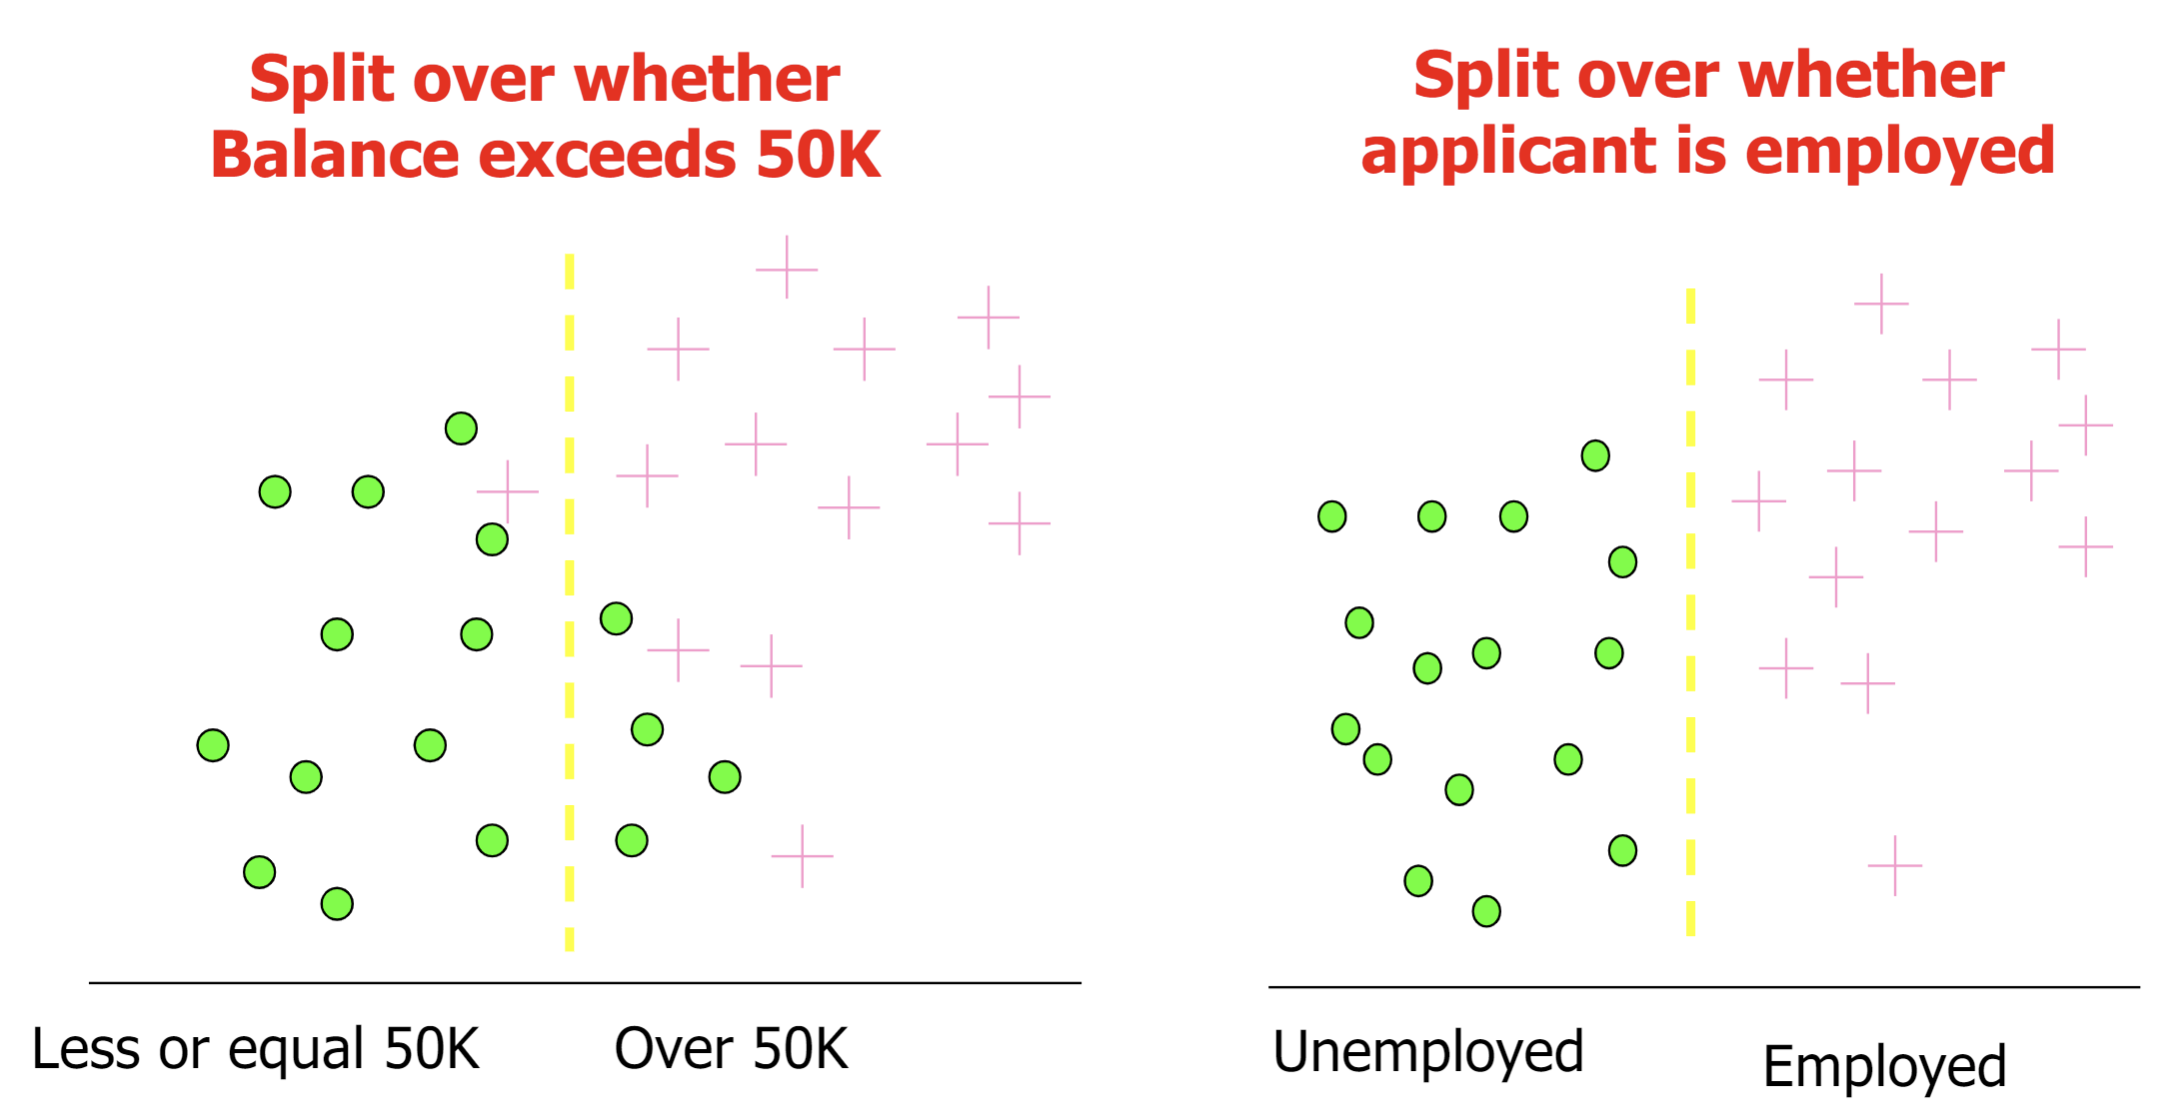 Split over whether
Balance exceeds 50K
Split over whether
applicant is employed
Less or equal 50K
Over 50K
Unemployed
Employed